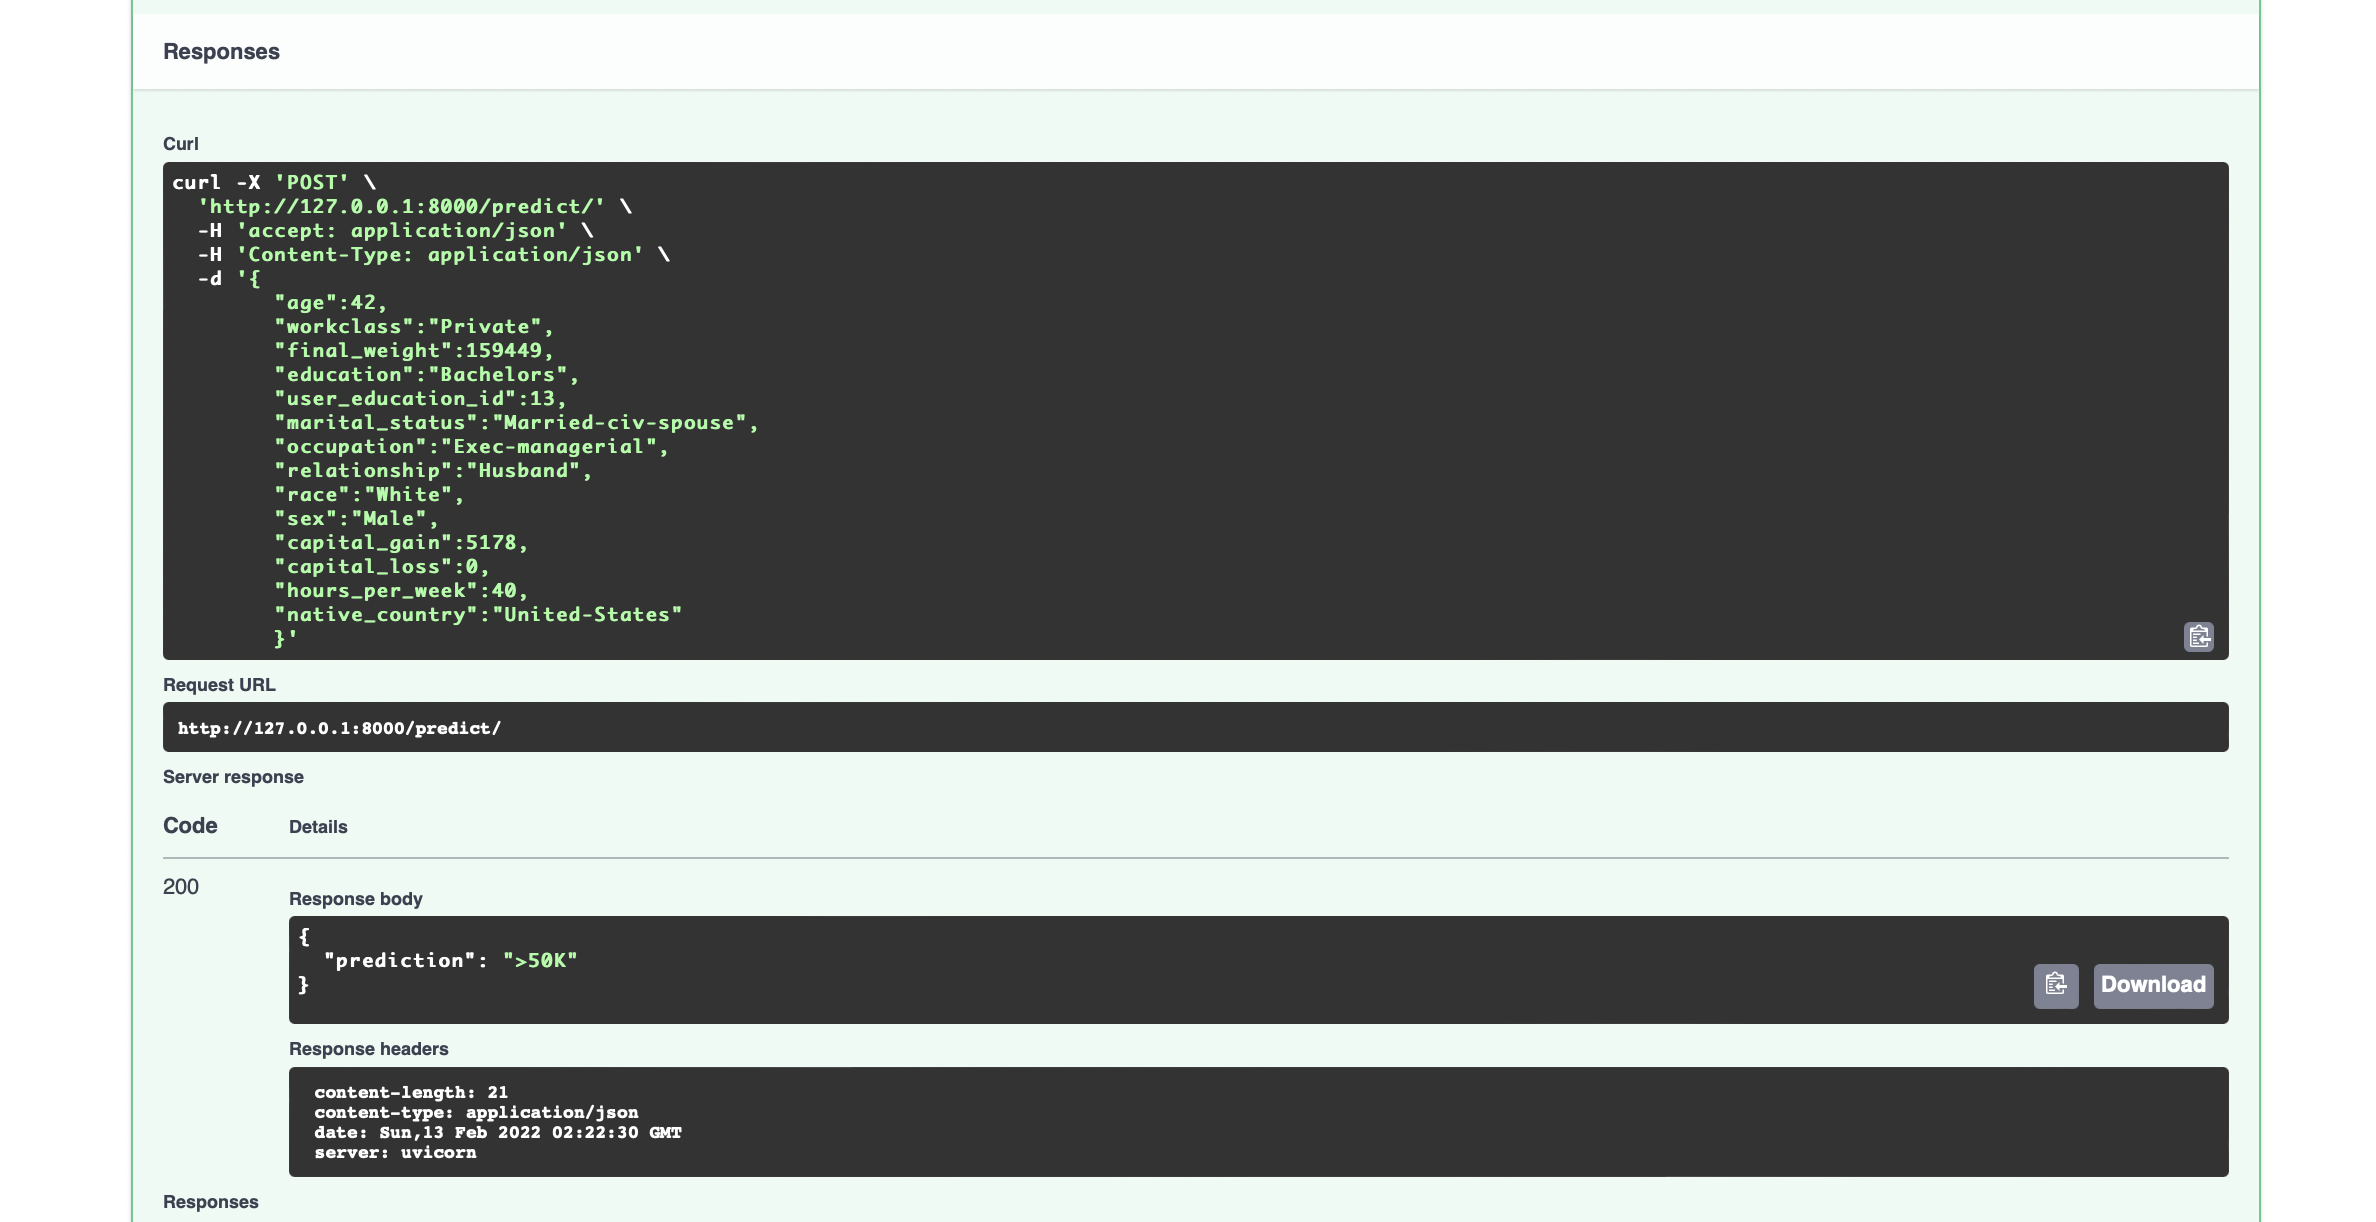 Responses
Curl
curl -X 'POST' \
  'http://127.0.0.1:8000/predict/' \
  -H 'accept: application/json' \
  -H 'Content-Type: application/json' \
  -d '{
        "age":42,
        "workclass":"Private",
        "final_weight":159449,
        "education":"Bachelors",
        "user_education_id":13,
        "marital_status":"Married-civ-spouse",
        "occupation":"Exec-managerial",
        "relationship":"Husband",
        "race":"White",
        "sex":"Male",
        "capital_gain":5178,
        "capital_loss":0,
        "hours_per_week":40,
        "native_country":"United-States"
        }'
Request URL
http://127.0.0.1:8000/predict/
Server response
Code Details
200
Response body
{
  "prediction": ">50K"
}
Download
Response headers
content-length: 21
content-type: application/json
date: Sun,13 Feb 2022 02:22:30 GMT
server: uvicorn
Responses